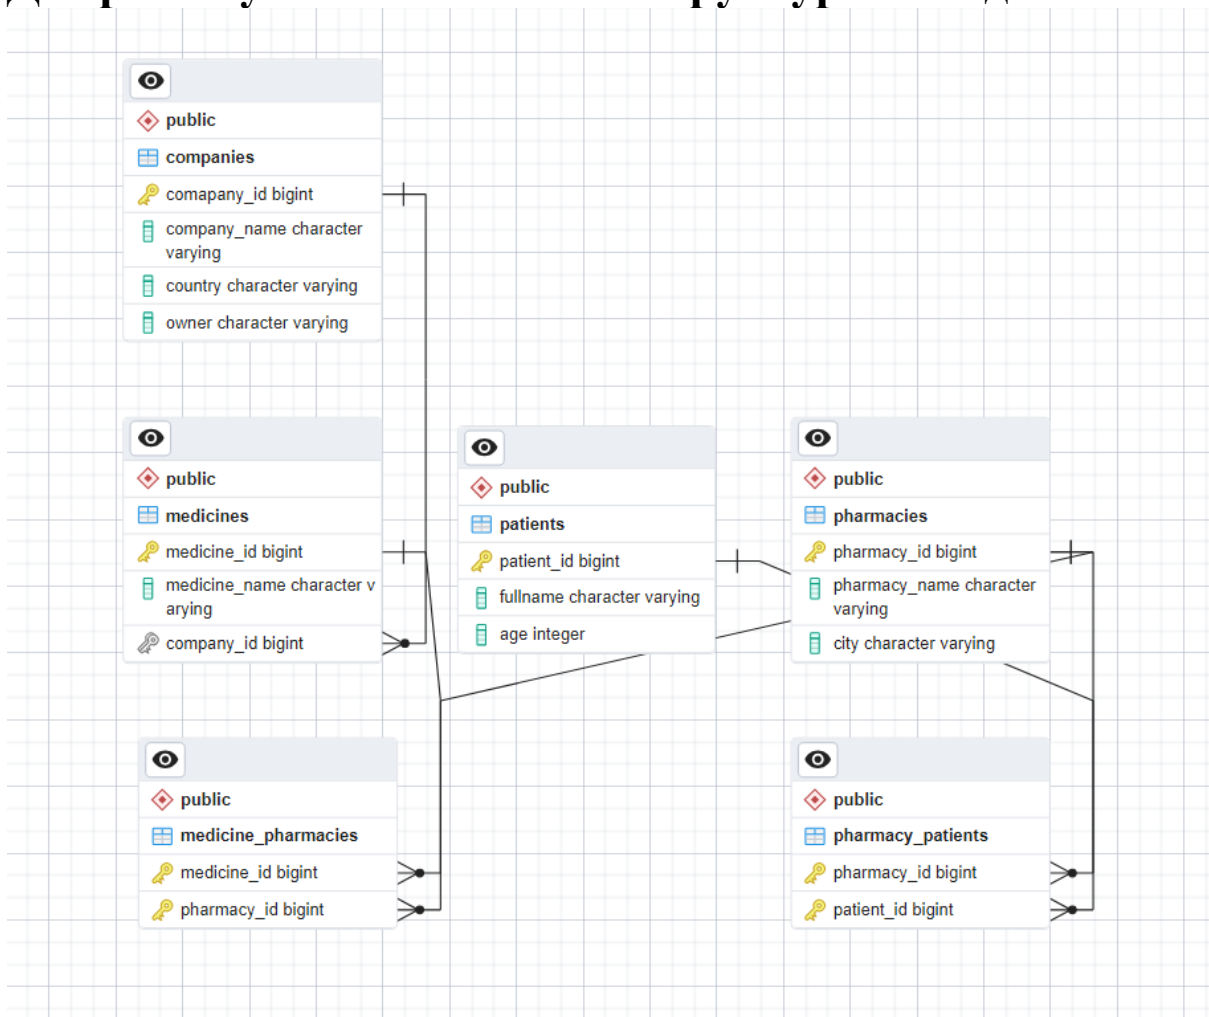 public
companies
comapany_id bigint
company_name character
varying
country character varying
owner character varying
public
medicines
medicine_id bigint
medicine_name character v
arying
company_id bigint
public
patients
patient_id bigint
fullname character varying
age integer
public
pharmacies
pharmacy_id bigint
pharmacy_name character
varying
city character varying
public
medicine_pharmacies
medicine_id bigint
pharmacy_id bigint
public
pharmacy_patients
pharmacy_id bigint
patient_id bigint